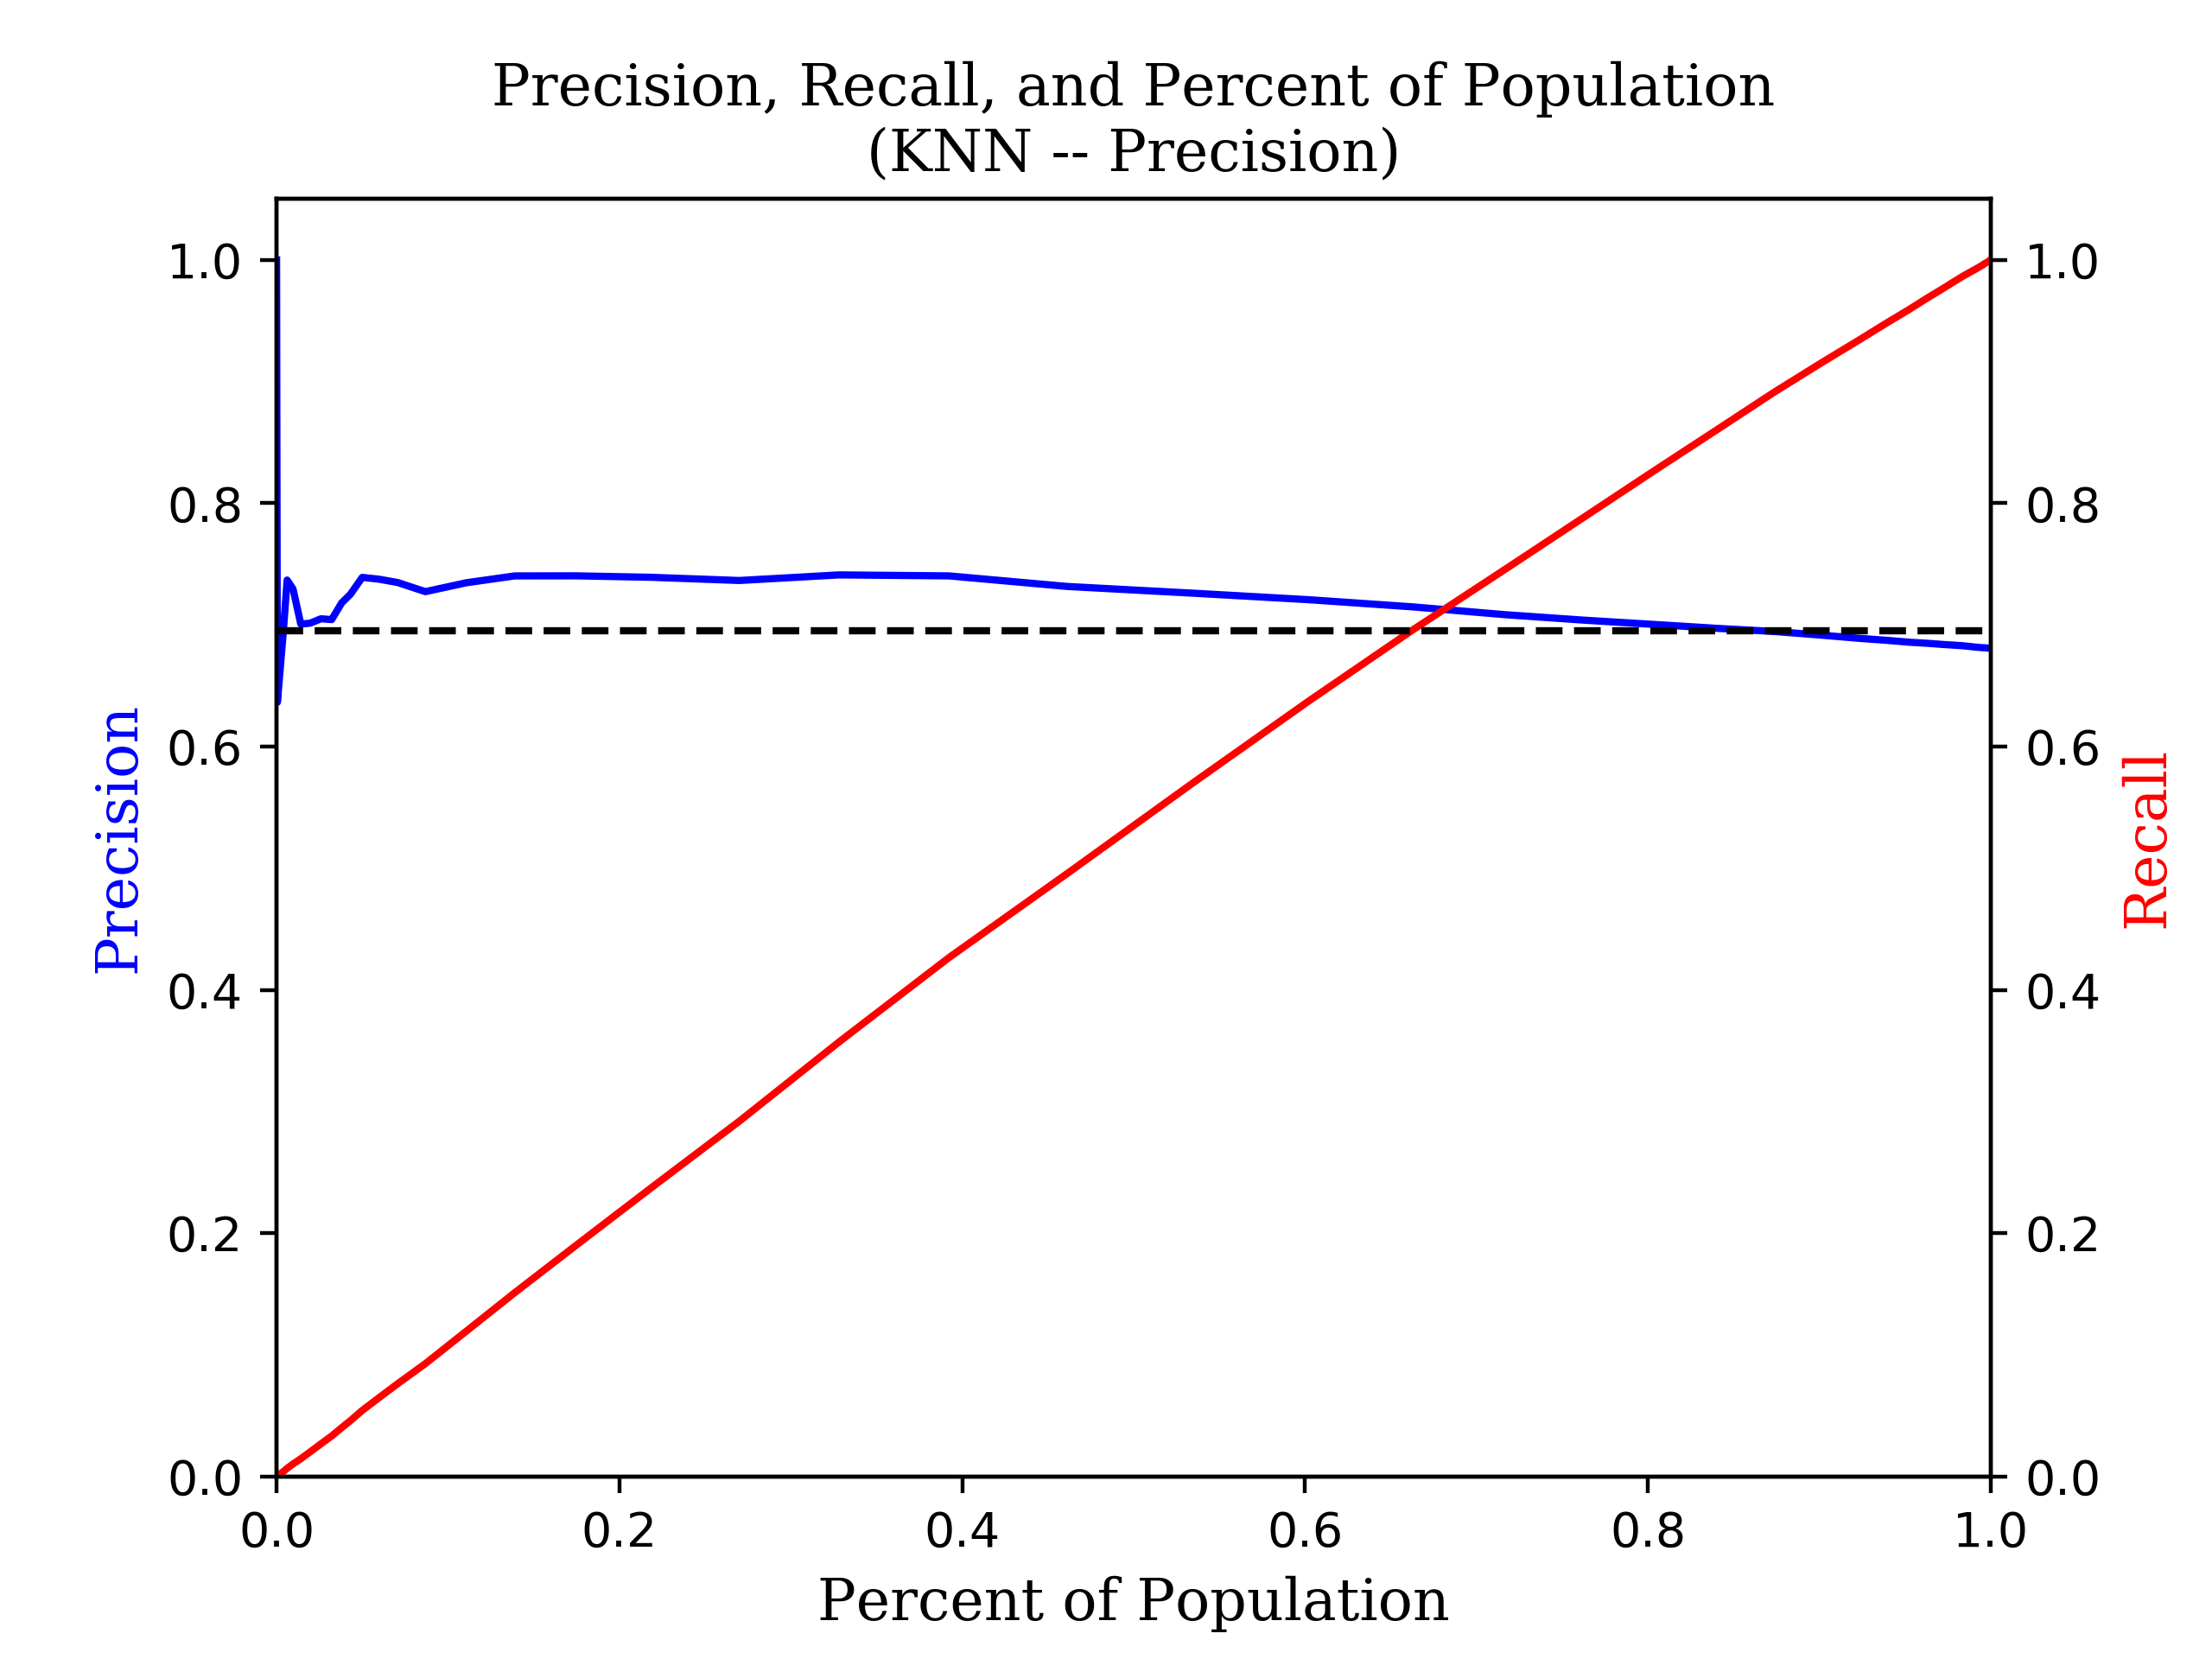 Precision, Recall, and Percent of Population
(KNN -- Precision)
1.0
0.8
0.6
0.4
0.2
0.0
Precision
1.0
0.8
0.6
0.4
0.2
0.0
Recall
0.0 0.2 0.4 0.6 0.8 1.0
Percent of Population